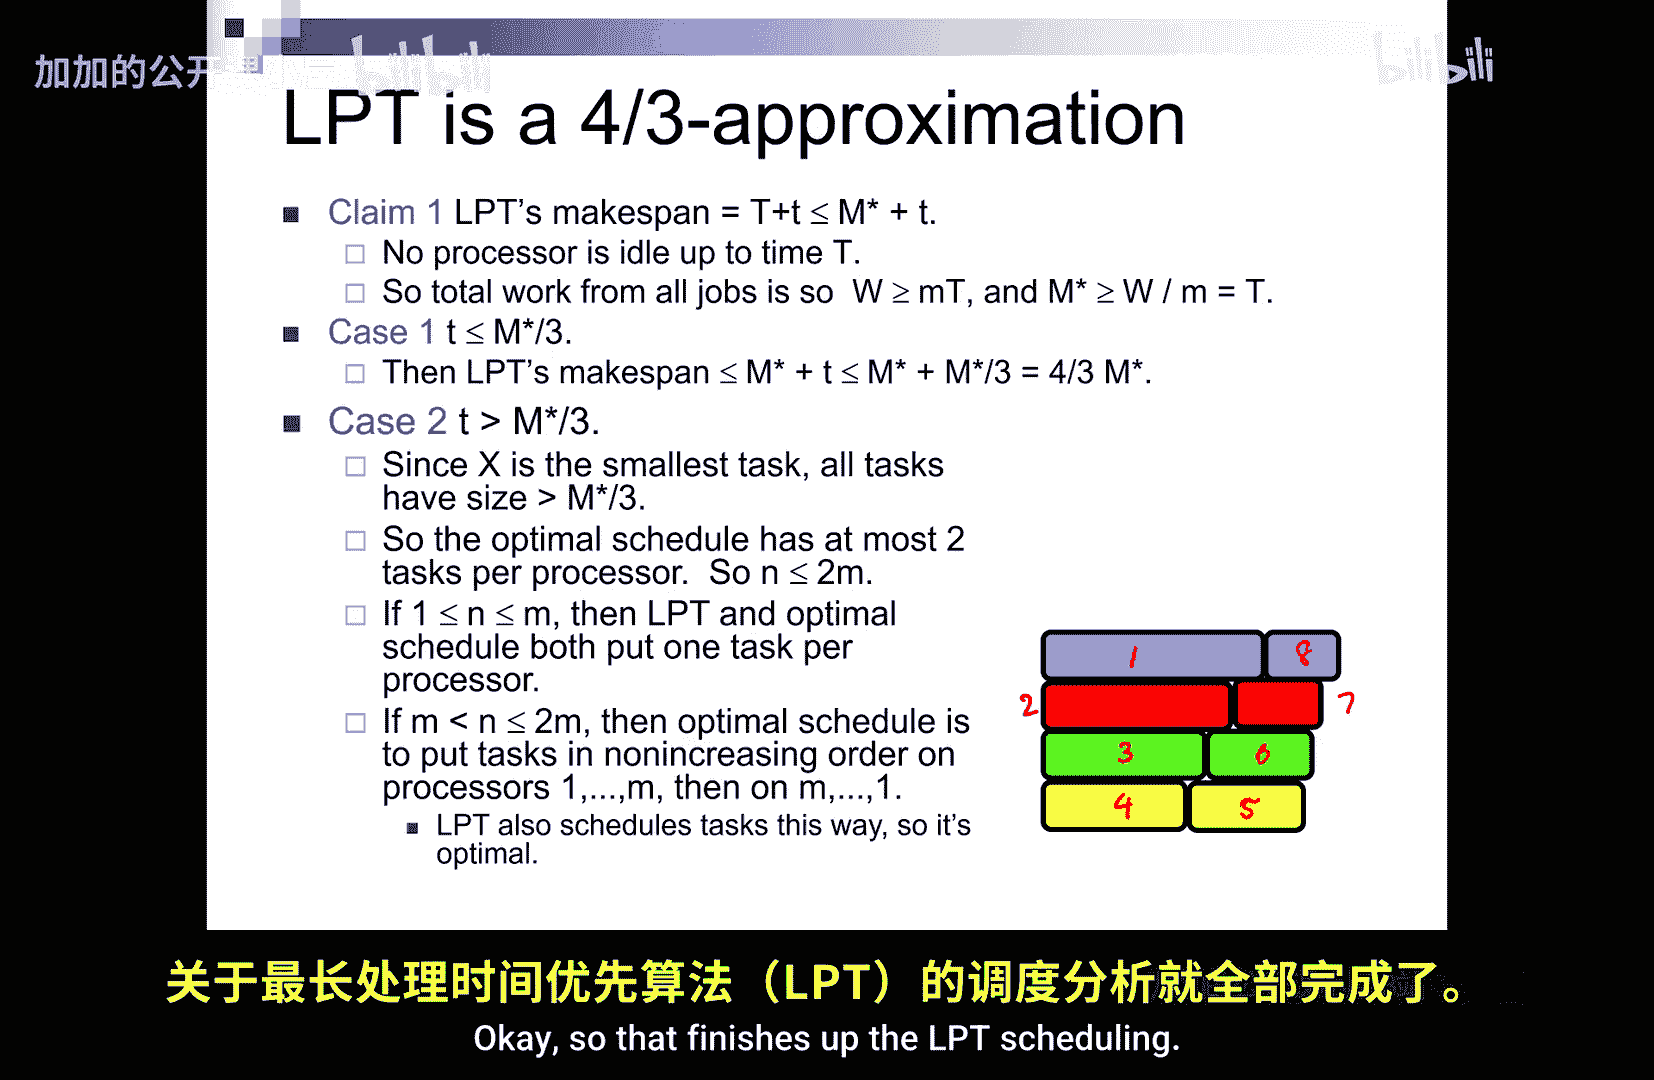 加加的公开
bilibili
bilibili
LPT is a 4/3-approximation
Claim 1 LPT's makespan = T+t ≤ M* + t.
No processor is idle up to time T.
So total work from all jobs is so W ≥ mT, and M* ≥ W / m = T.
Case 1 t ≤ M*/3.
Then LPT's makespan ≤ M* + t ≤ M* + M*/3 = 4/3 M*.
Case 2 t > M*/3.
Since X is the smallest task, all tasks
have size > M*/3.
So the optimal schedule has at most 2
tasks per processor. So n ≤ 2m.
If 1 ≤ n ≤ m, then LPT and optimal
schedule both put one task per
processor.
If m < n ≤ 2m, then optimal schedule is
to put tasks in nonincreasing order on
processors 1,...,m, then on m,...,1.
LPT also schedules tasks this way, so it's
optimal.
1 8
2 7
3 6
4 5
关于最长处理时间优先算法（LPT）的调度分析就全部完成了。
Okay, so that finishes up the LPT scheduling.